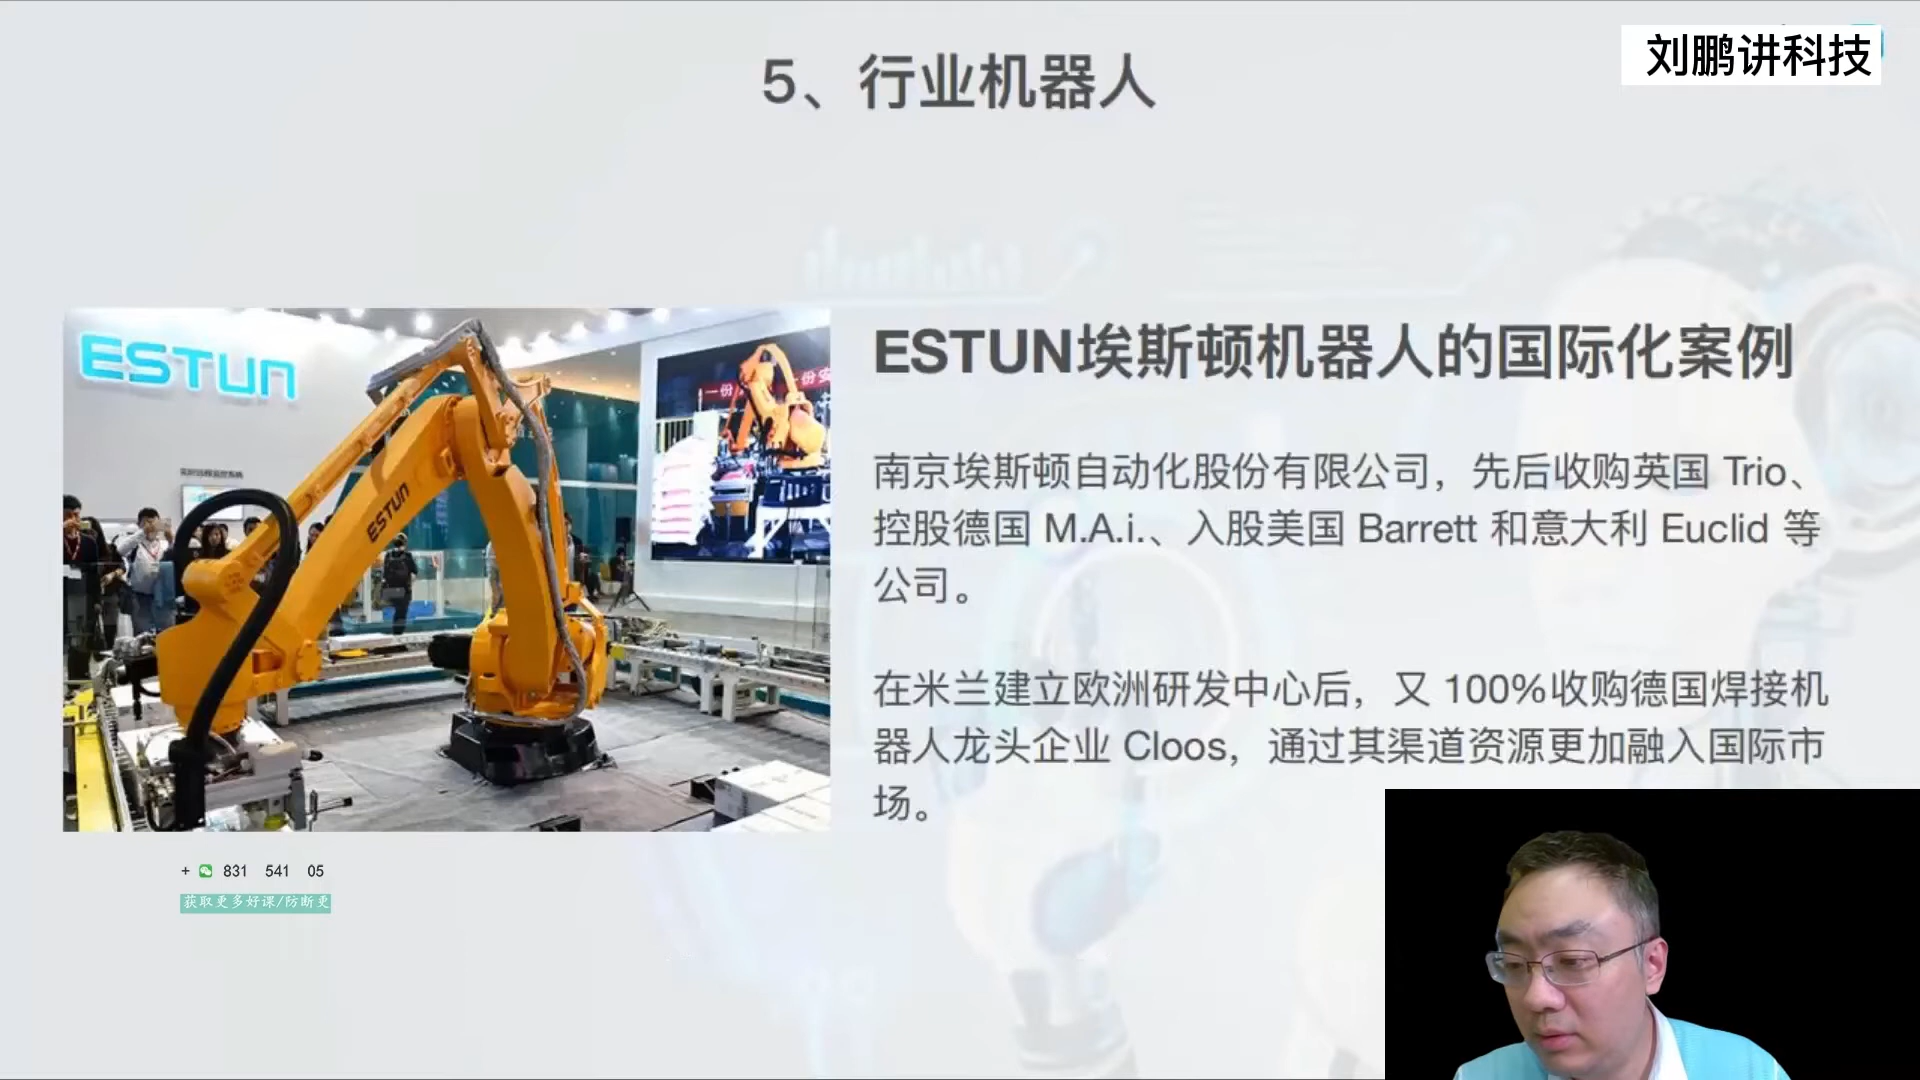 5、行业机器人
刘鹏讲科技
ESTUN
ESTUN
ESTUN埃斯顿机器人的国际化案例
南京埃斯顿自动化股份有限公司，先后收购英国 Trio、
控股德国 M.A.i.、入股美国 Barrett 和意大利 Euclid 等
公司。
在米兰建立欧洲研发中心后，又 100%收购德国焊接机
器人龙头企业 Cloos，通过其渠道资源更加融入国际市
场。
+ 831 541 05
获取更多好课/防断更